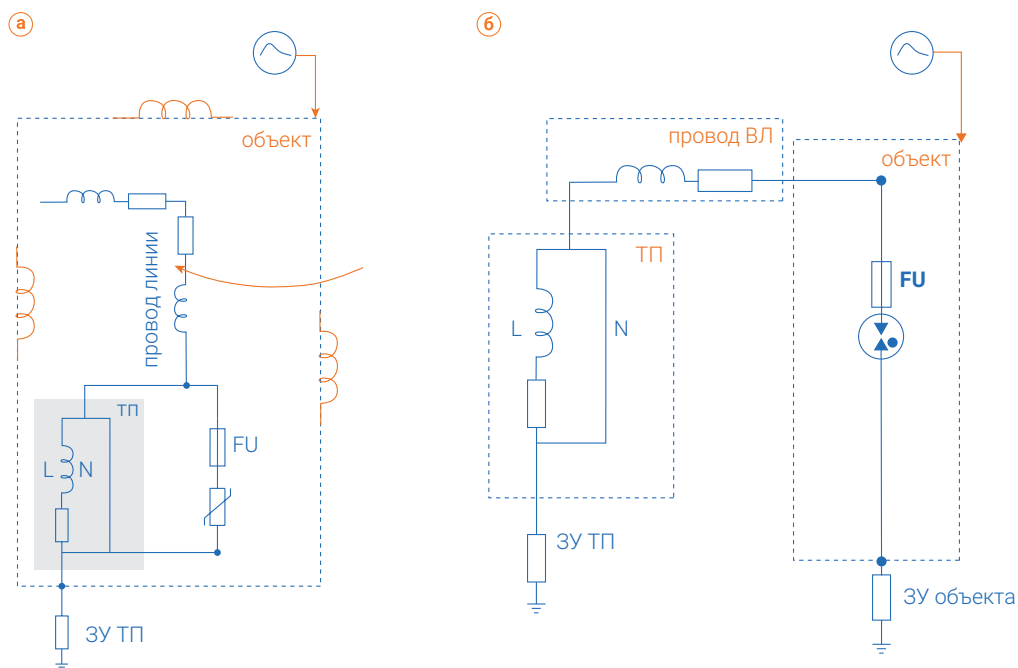 а
объект
провод линии
ТП
L
N
FU
ЗУ ТП
б
провод ВЛ
объект
ТП
L
N
FU
ЗУ ТП
ЗУ объекта